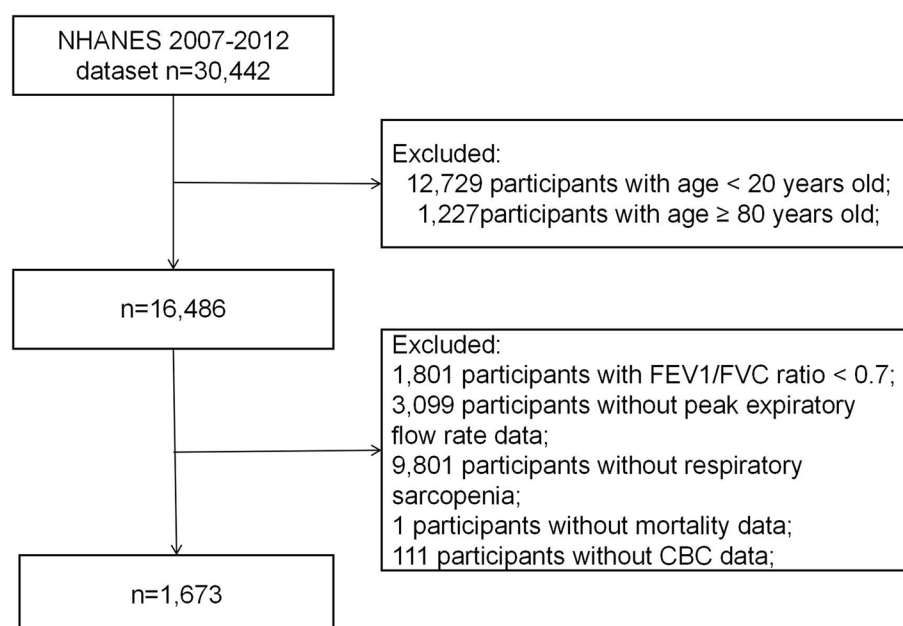 NHANES 2007-2012
dataset n=30,442
Excluded:
12,729 participants with age < 20 years old;
1,227participants with age ≥ 80 years old;
n=16,486
Excluded:
1,801 participants with FEV1/FVC ratio < 0.7;
3,099 participants without peak expiratory
flow rate data;
9,801 participants without respiratory
sarcopenia;
1 participants without mortality data;
111 participants without CBC data;
n=1,673